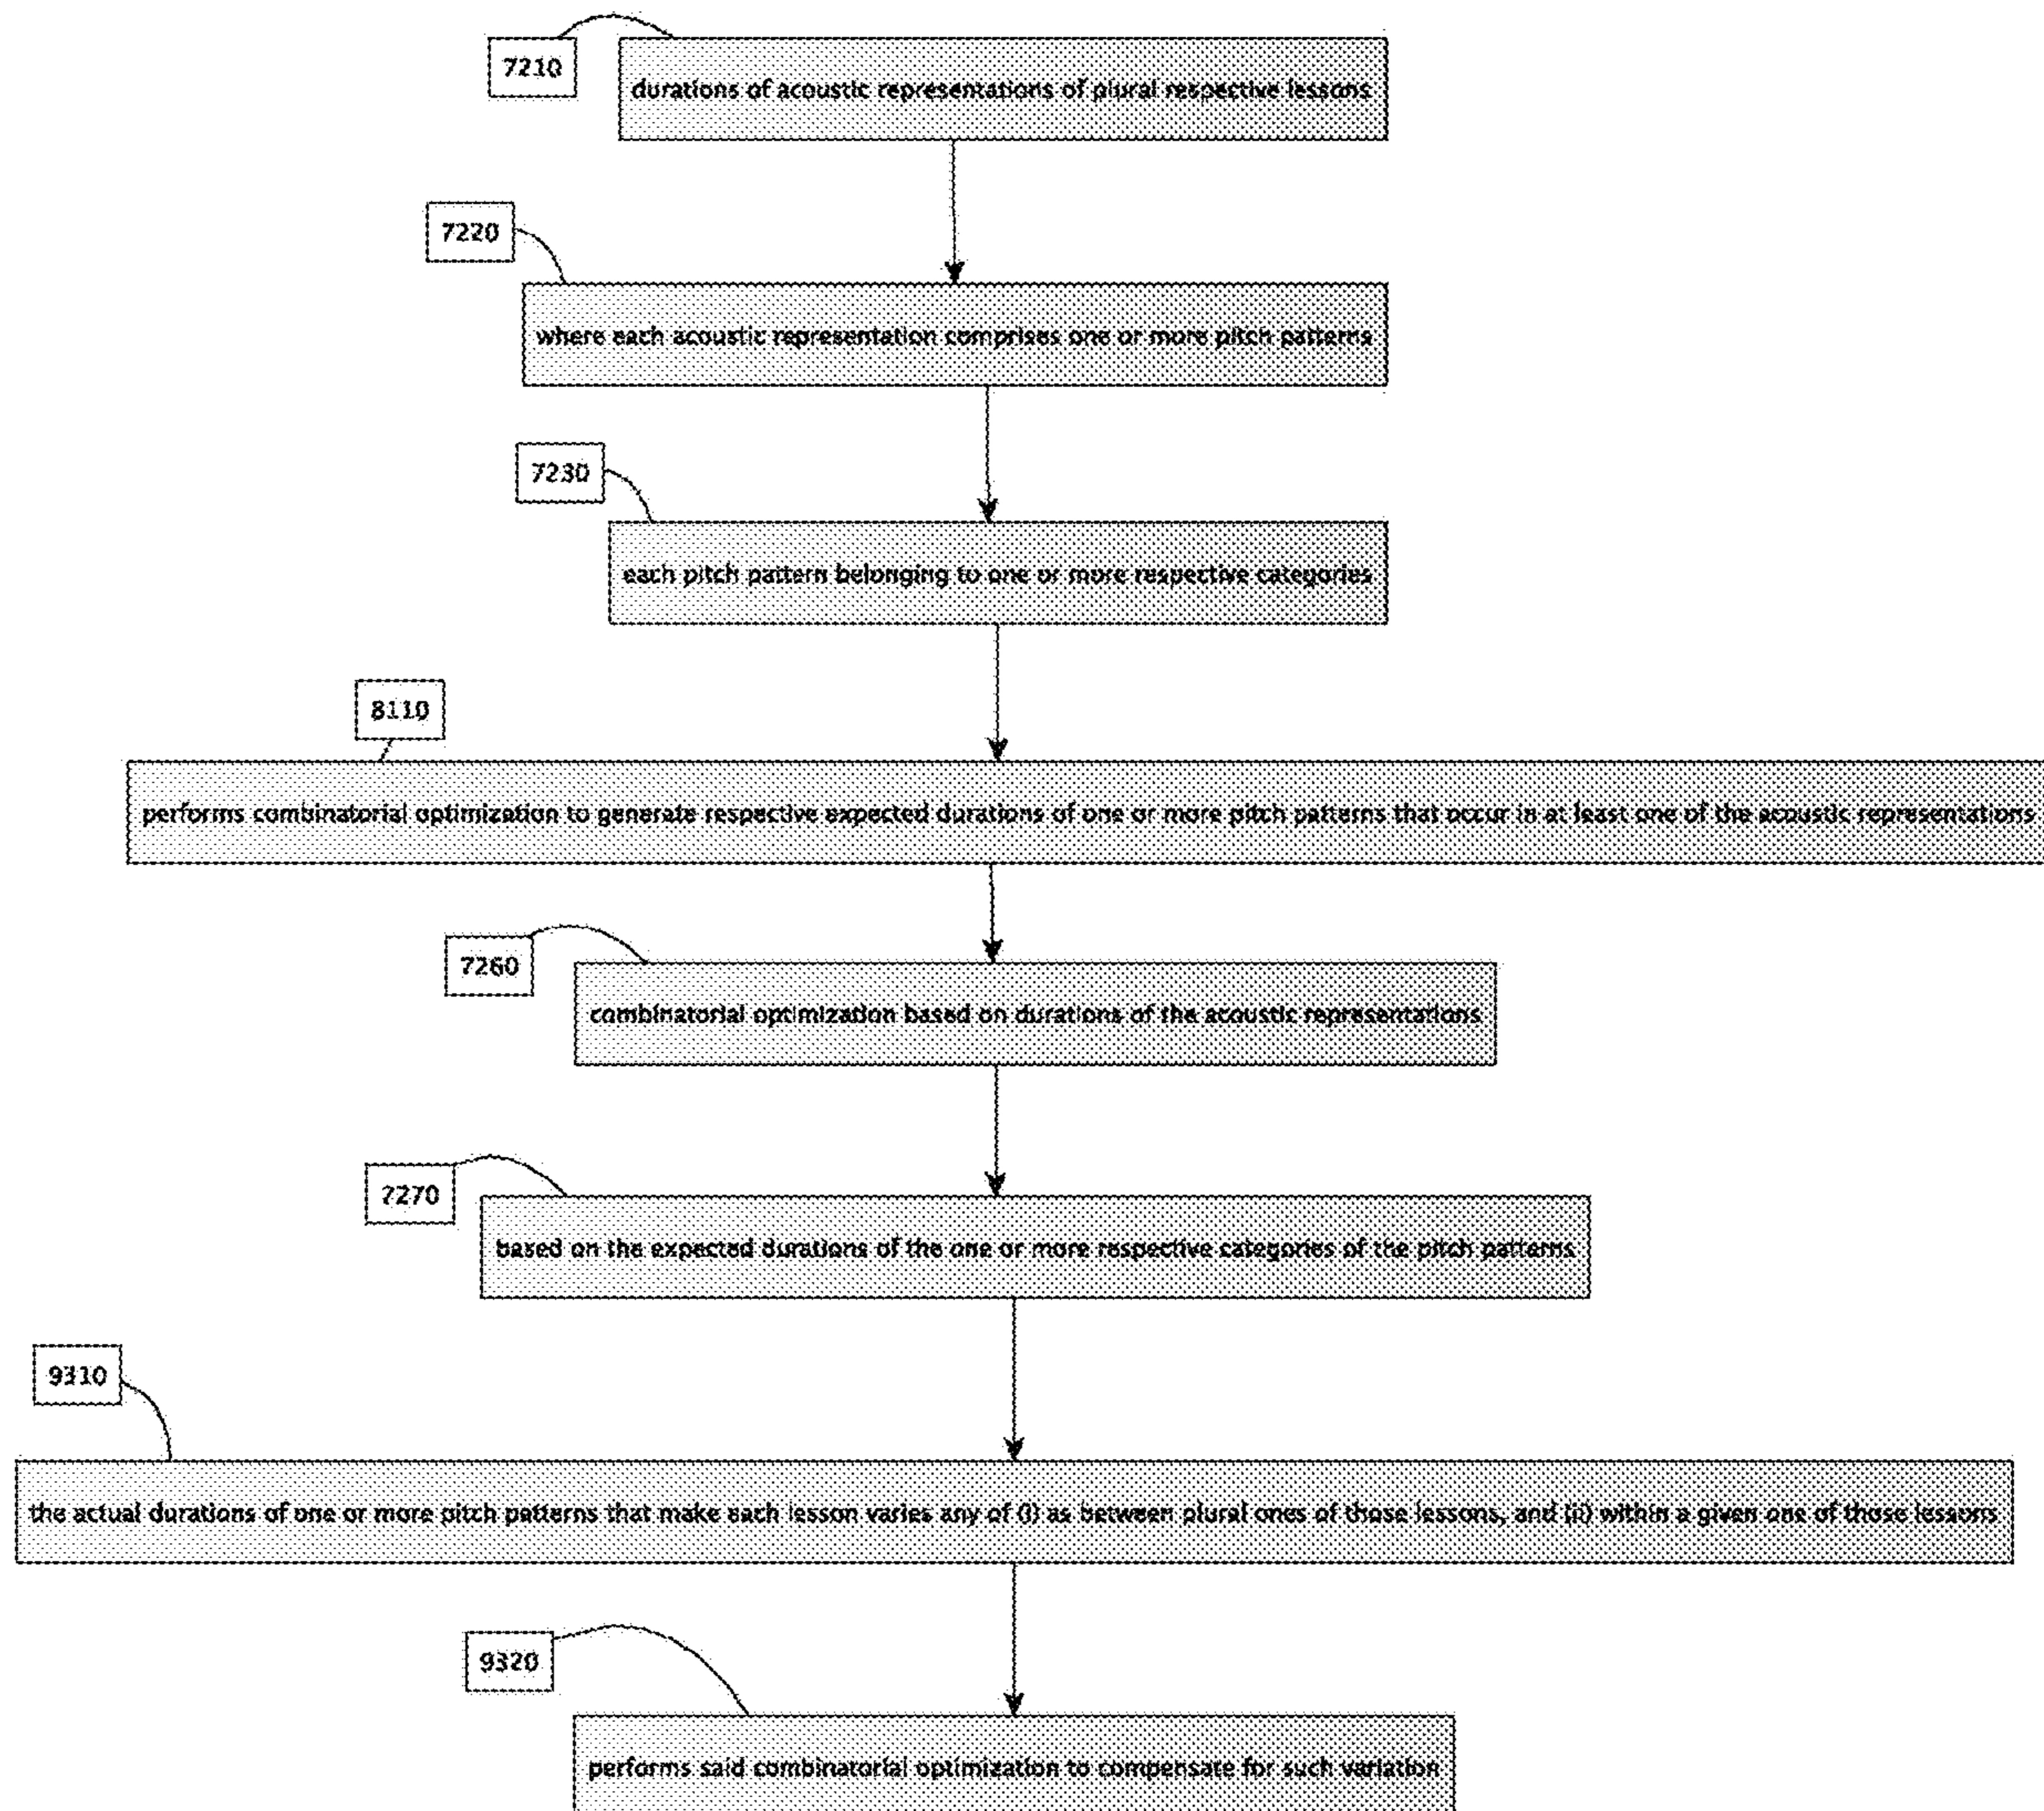 7210
durations of acoustic representations of plural respective lessons
7220
where each acoustic representation comprises one or more pitch patterns
7230
each pitch pattern belonging to one or more respective categories
8110
performs combinatorial optimization to generate respective expected durations of one or more pitch patterns that occur in at least one of the acoustic representations
7260
combinatorial optimization based on durations of the acoustic representations
7270
based on the expected durations of the one or more respective categories of the pitch patterns
9310
the actual durations of one or more pitch patterns that make each lesson varies any of (i) as between plural ones of those lessons, and (ii) within a given one of those lessons
9320
performs said combinatorial optimization to compensate for such variation